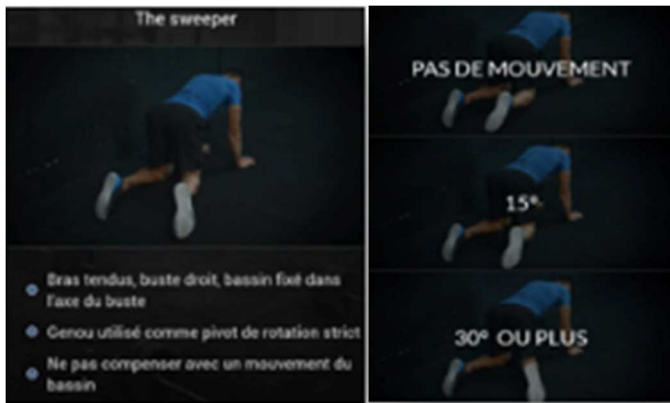 The sweeper
Bras tendus, buste droit, bassin fixé dans
l'axe du buste
Genou utilisé comme pivot de rotation strict
Ne pas compenser avec un mouvement du
bassin
PAS DE MOUVEMENT
15°
30° OU PLUS